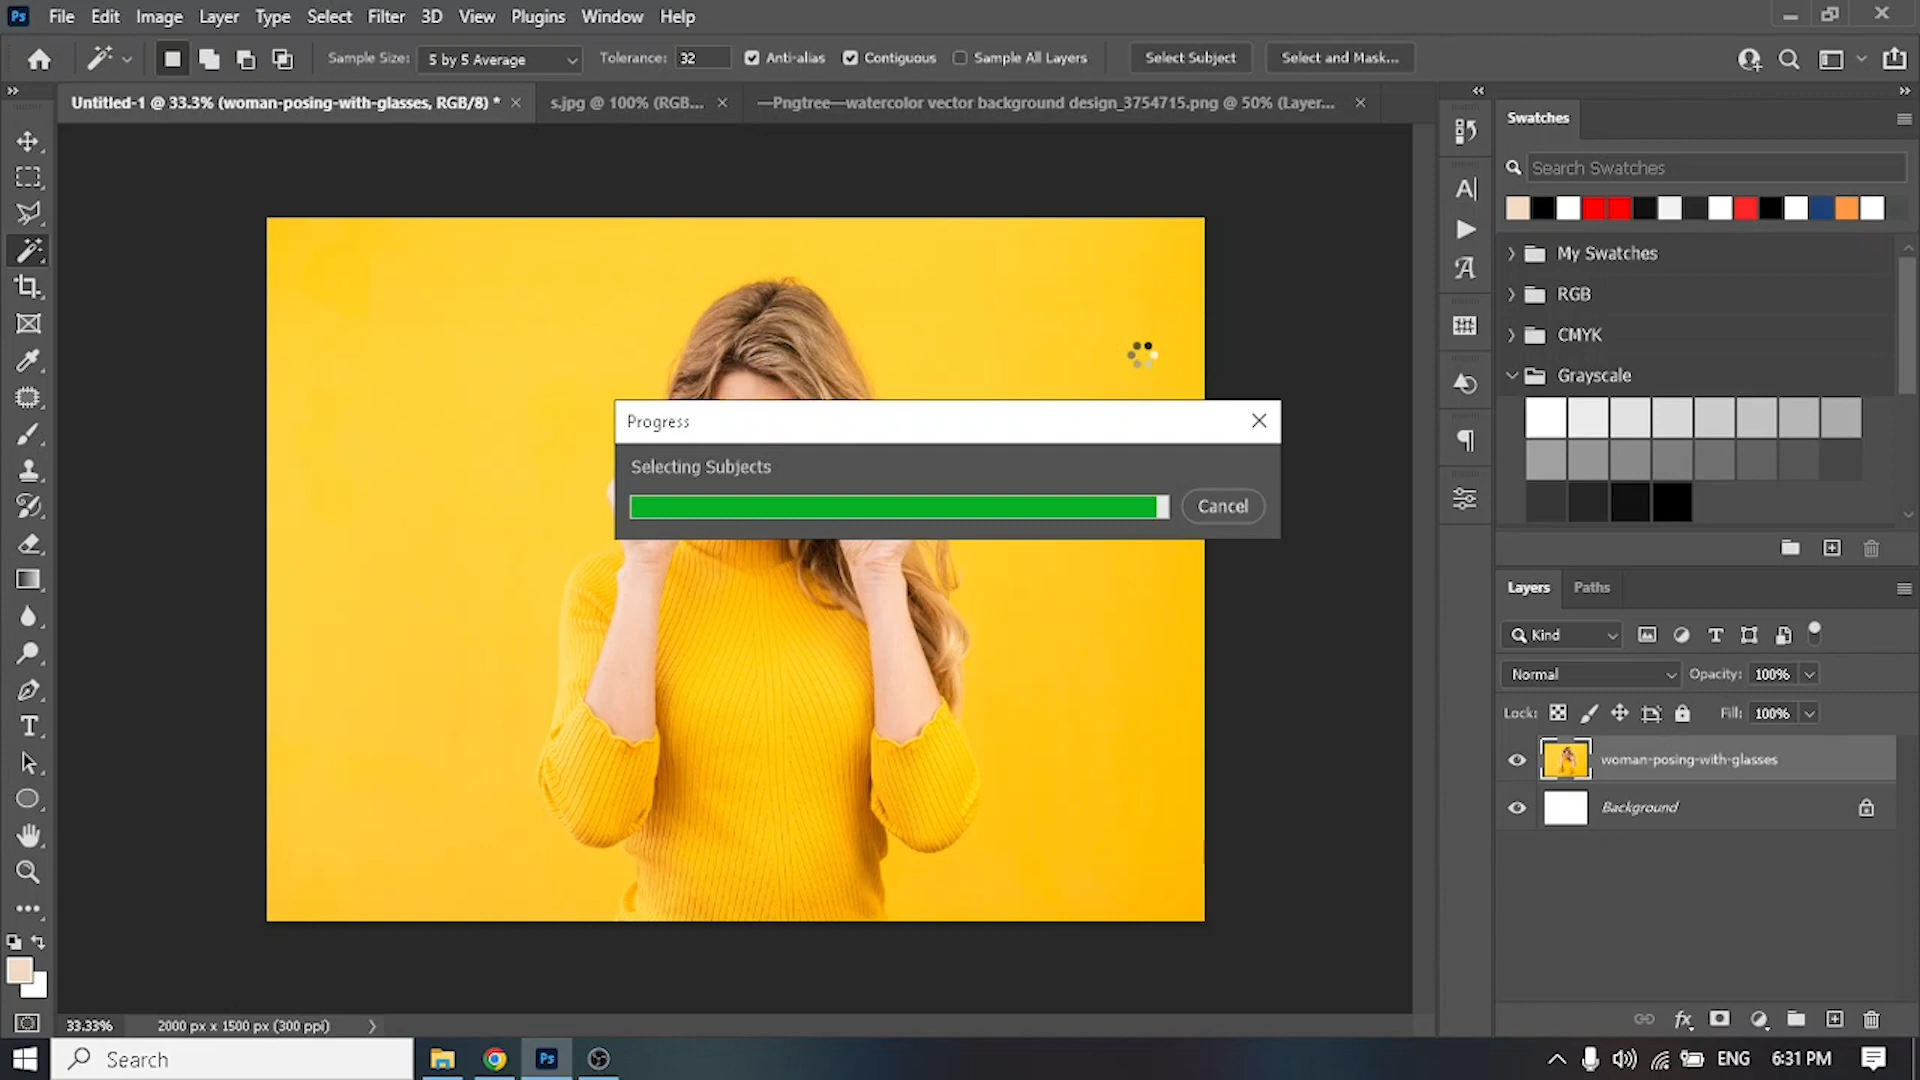 Ps File Edit Image Layer Type Select Filter 3D View Plugins Window Help
Sample Size: 5 by 5 Average Tolerance: 32 Anti-alias Contiguous Sample All Layers Select Subject Select and Mask...
Untitled-1 @ 33.3% (woman-posing-with-glasses, RGB/8) * s.jpg @ 100% (RGB... —Pngtree—watercolor vector background design_3754715.png @ 50% (Layer...
Swatches
Search Swatches
My Swatches
RGB
CMYK
Grayscale
Progress
Selecting Subjects
Cancel
Layers Paths
Kind
Normal Opacity: 100%
Lock: Fill: 100%
woman-posing-with-glasses
Background
33.33% 2000 px x 1500 px (300 ppi)
Search Ps ENG 6:31 PM